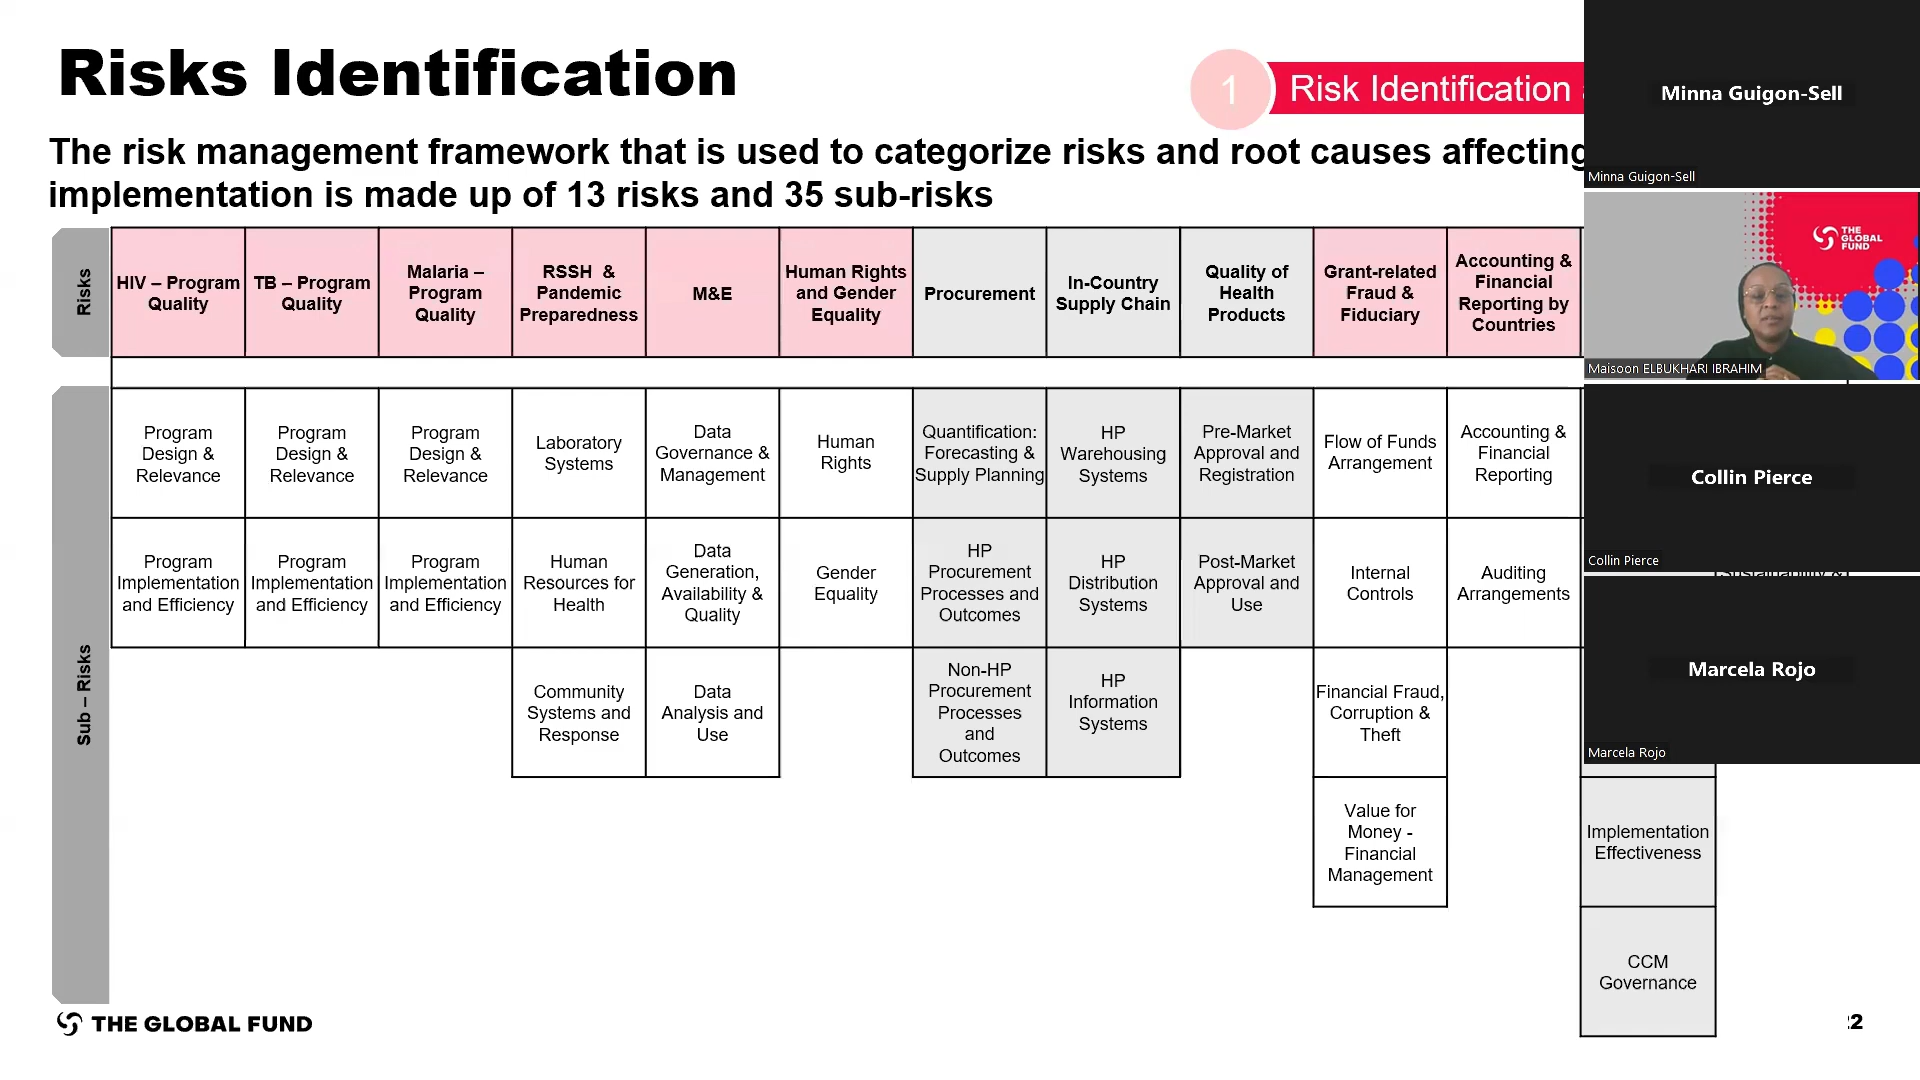 Risks Identification
1
Risk Identification
The risk management framework that is used to categorize risks and root causes affecting
implementation is made up of 13 risks and 35 sub-risks
Risks
HIV – Program
Quality
TB – Program
Quality
Malaria –
Program
Quality
RSSH &
Pandemic
Preparedness
M&E
Human Rights
and Gender
Equality
Procurement
In-Country
Supply Chain
Quality of
Health
Products
Grant-related
Fraud &
Fiduciary
Accounting &
Financial
Reporting by
Countries
Sub – Risks
Program
Design &
Relevance
Program
Design &
Relevance
Program
Design &
Relevance
Laboratory
Systems
Data
Governance &
Management
Human
Rights
Quantification:
Forecasting &
Supply Planning
HP
Warehousing
Systems
Pre-Market
Approval and
Registration
Flow of Funds
Arrangement
Accounting &
Financial
Reporting
Program
Implementation
and Efficiency
Program
Implementation
and Efficiency
Program
Implementation
and Efficiency
Human
Resources for
Health
Data
Generation,
Availability &
Quality
Gender
Equality
HP
Procurement
Processes and
Outcomes
HP
Distribution
Systems
Post-Market
Approval and
Use
Internal
Controls
Auditing
Arrangements
Community
Systems and
Response
Data
Analysis and
Use
Non-HP
Procurement
Processes
and
Outcomes
HP
Information
Systems
Financial Fraud,
Corruption &
Theft
Value for
Money -
Financial
Management
Implementation
Effectiveness
CCM
Governance
THE GLOBAL FUND
22
Minna Guigon-Sell
Minna Guigon-Sell
THE
GLOBAL
FUND
Maisoon ELBUKHARI IBRAHIM
Collin Pierce
Collin Pierce
Marcela Rojo
Marcela Rojo